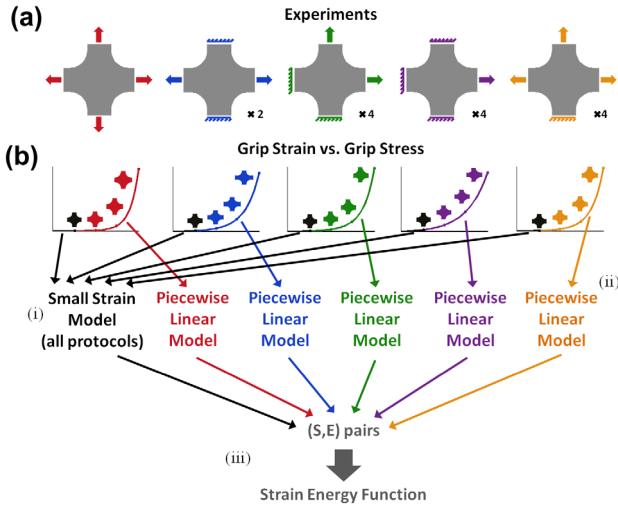 (a)
Experiments
✖ 2
✖4
✖4
✖4
(b)
Grip Strain vs. Grip Stress
(i)
(ii)
Small Strain
Model
(all protocols)
Piecewise
Linear
Model
Piecewise
Linear
Model
Piecewise
Linear
Model
Piecewise
Linear
Model
Piecewise
Linear
Model
(S,E) pairs
(iii)
Strain Energy Function